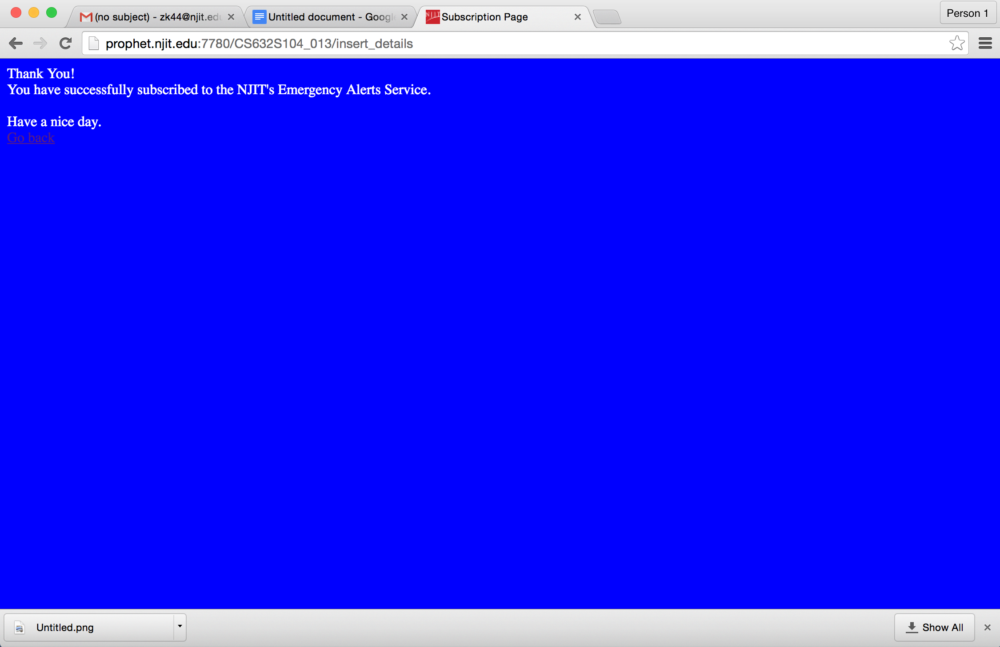 (no subject) - zk44@njit.edu
Untitled document - Google
NJIT
Subscription Page
Person 1
prophet.njit.edu:7780/CS632S104_013/insert_details
Thank You!
You have successfully subscribed to the NJIT's Emergency Alerts Service.
Have a nice day.
Go back
Untitled.png
Show All